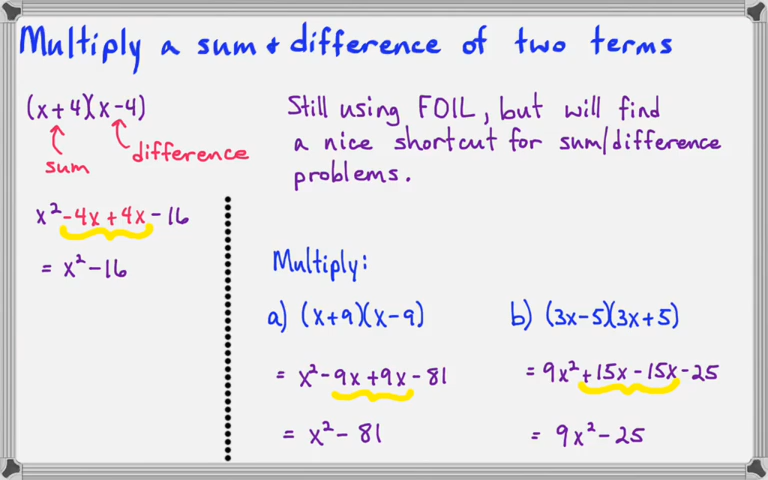 Multiply a sum + difference of two terms
(x+4)(x-4)
sum
difference
x²-4x+4x-16
= x²-16
Still using FOIL, but will find
a nice shortcut for sum/difference
problems.
Multiply:
a) (x+9)(x-9)
= x²-9x+9x-81
= x²-81
b) (3x-5)(3x+5)
= 9x²+15x-15x-25
= 9x²-25